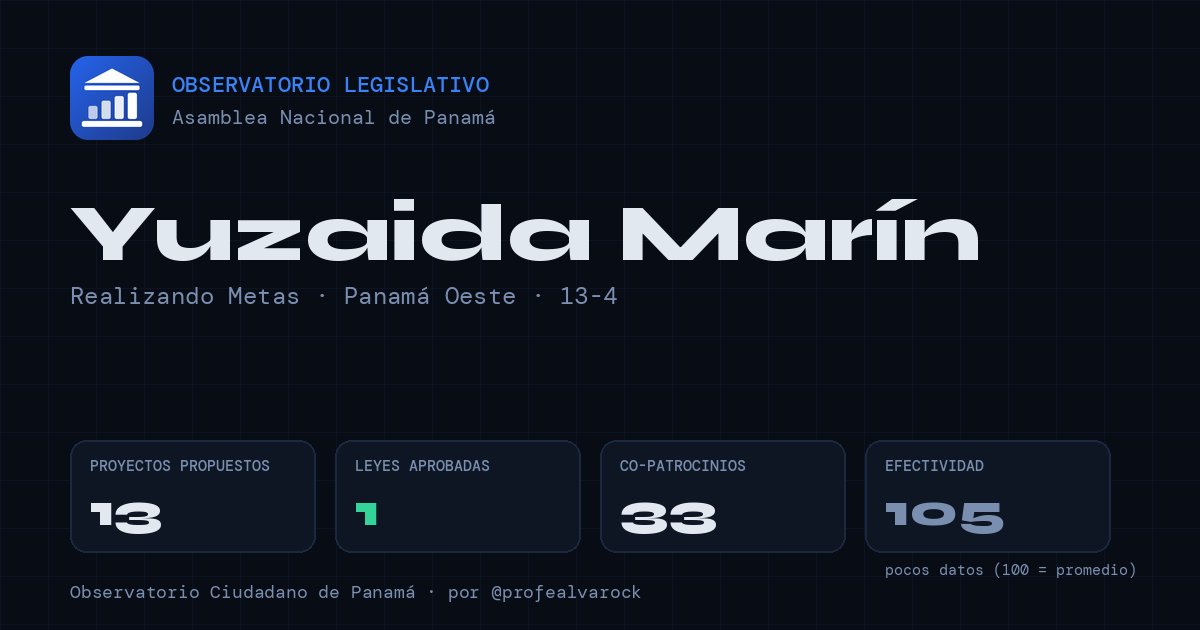 OBSERVATORIO LEGISLATIVO
Asamblea Nacional de Panamá
Yuzaida Marín
Realizando Metas · Panamá Oeste · 13-4
PROYECTOS PROPUESTOS
13
LEYES APROBADAS
1
CO-PATROCINIOS
33
EFECTIVIDAD
105
pocos datos (100 = promedio)
Observatorio Ciudadano de Panamá · por @profealvarock